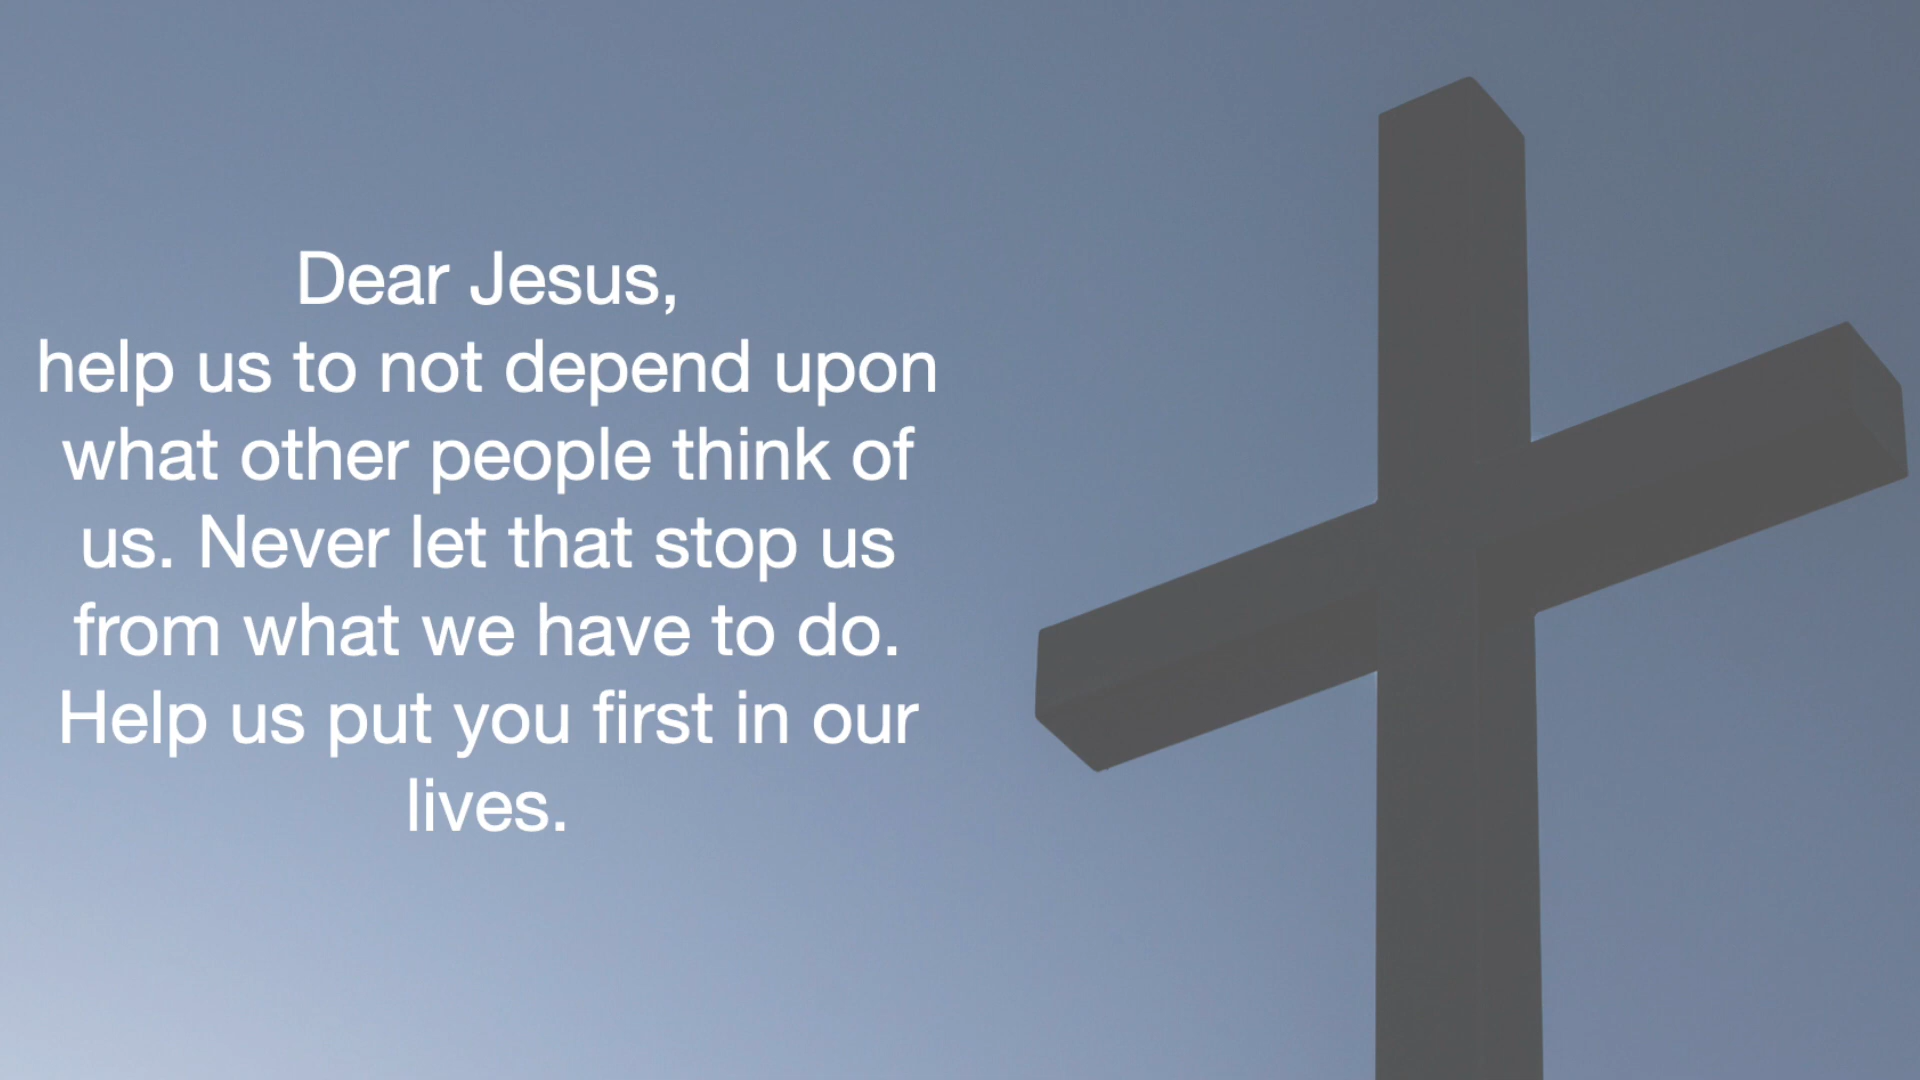 Dear Jesus,
help us to not depend upon
what other people think of
us. Never let that stop us
from what we have to do.
Help us put you first in our
lives.